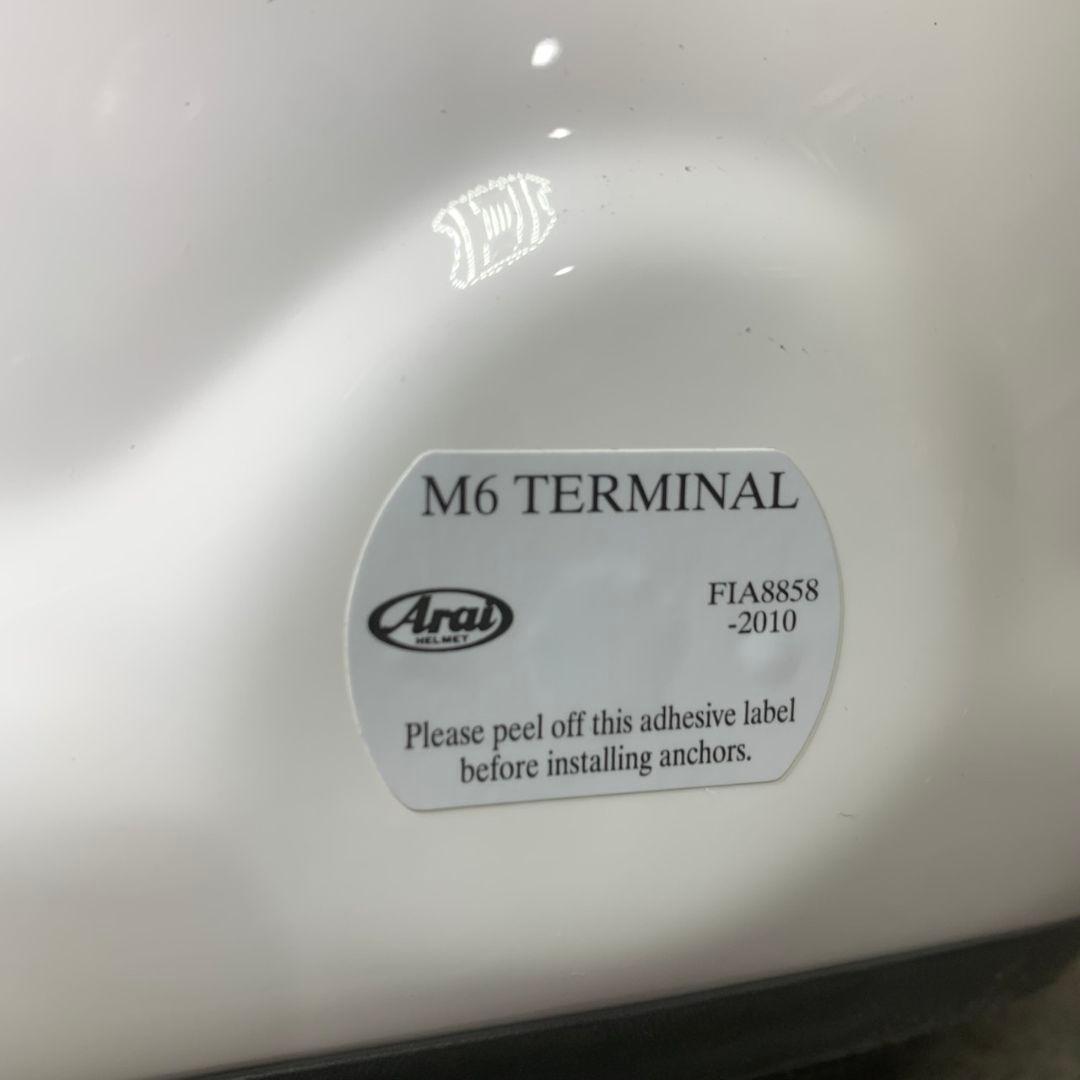 M6 TERMINAL
Arai
HELMET
FIA8858
-2010
Please peel off this adhesive label
before installing anchors.